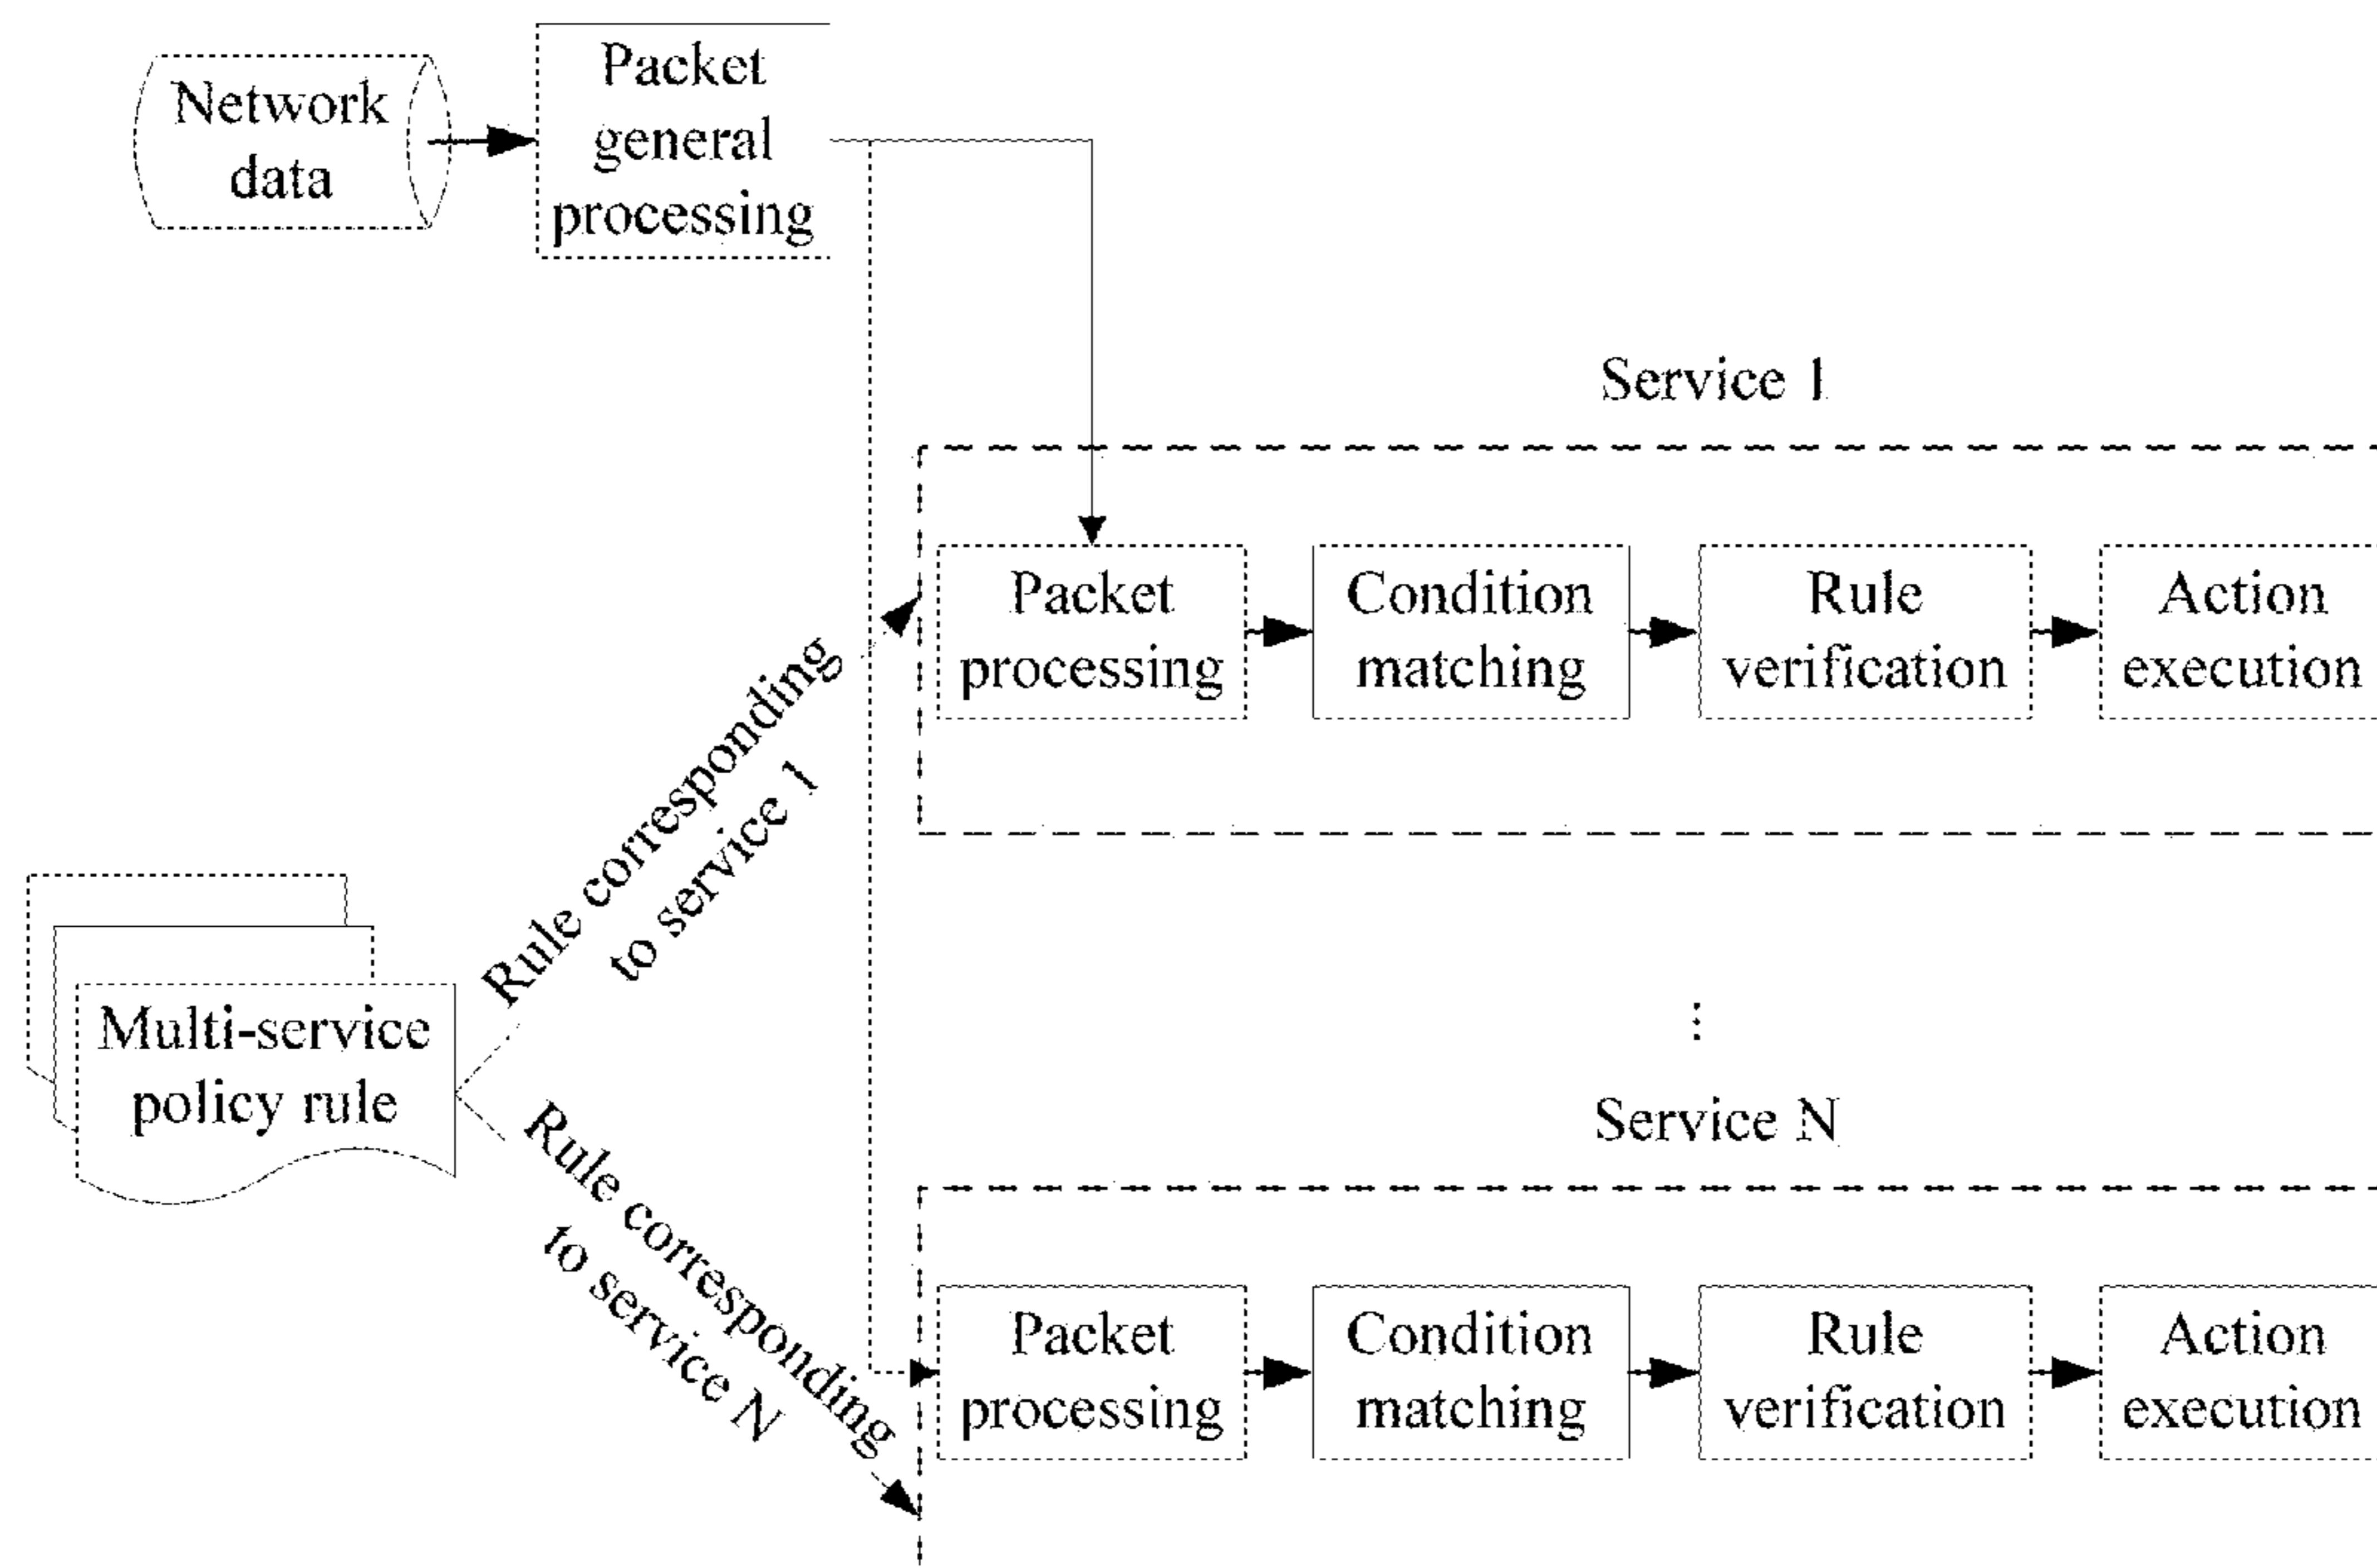 Network
data
Packet
general
processing
Service 1
Packet
processing
Condition
matching
Rule
verification
Action
execution
Rule corresponding
to service 1
Multi-service
policy rule
⋮
Rule corresponding
to service N
Service N
Packet
processing
Condition
matching
Rule
verification
Action
execution